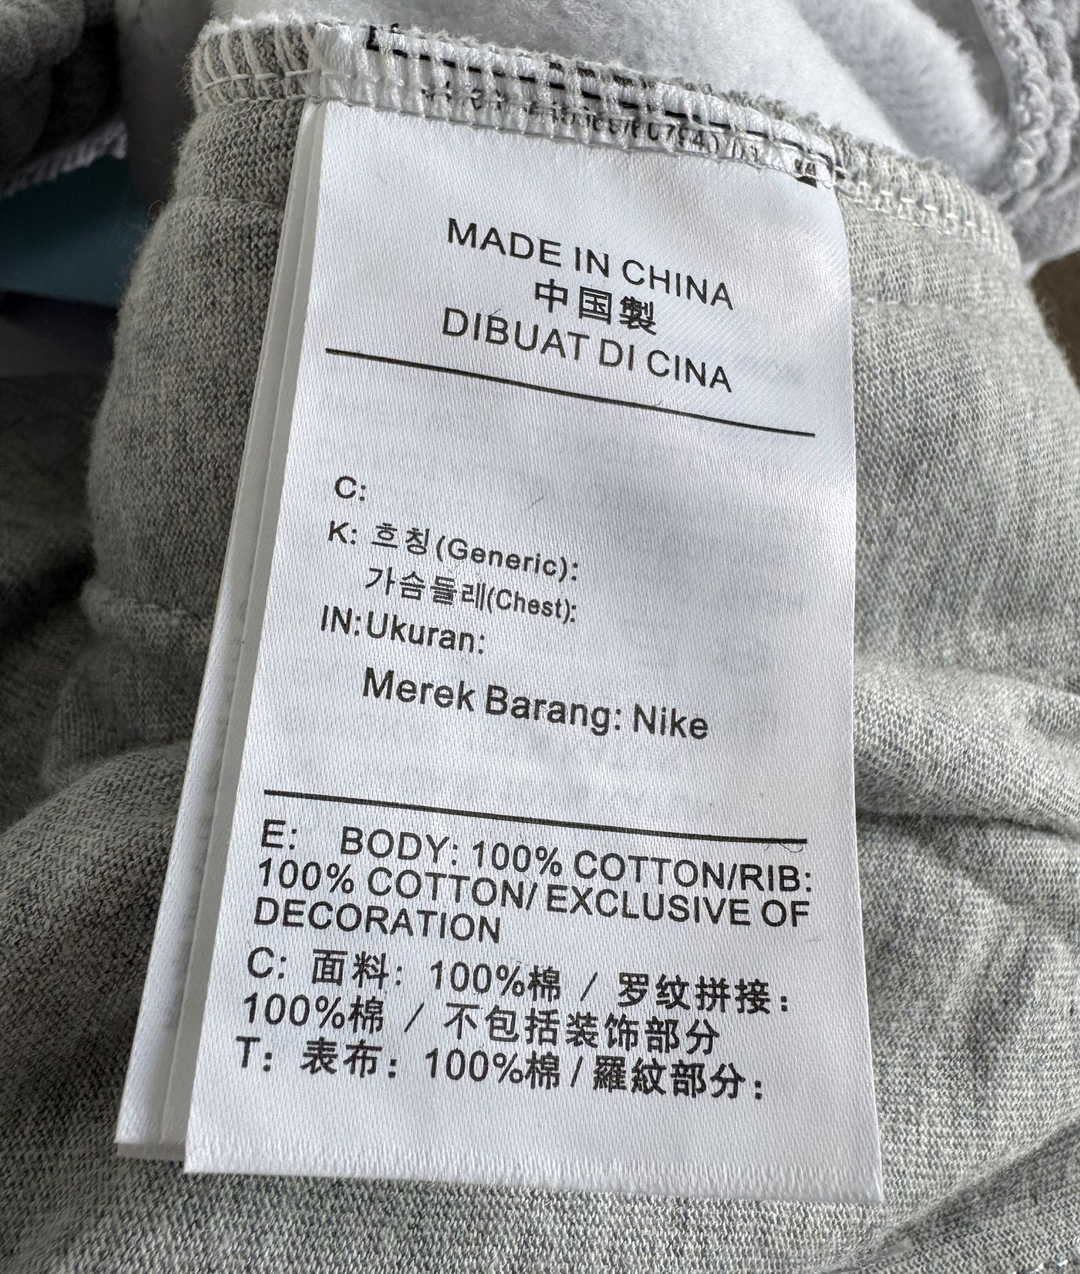 MADE IN CHINA
中国製
DIBUAT DI CINA
C:
K: 흐칭(Generic):
가슴들레(Chest):
IN:Ukuran:
Merek Barang: Nike
E: BODY: 100% COTTON/RIB:
100% COTTON/ EXCLUSIVE OF
DECORATION
C: 面料: 100%棉 / 罗纹拼接:
100%棉 / 不包括装饰部分
T: 表布: 100%棉 / 羅紋部分: